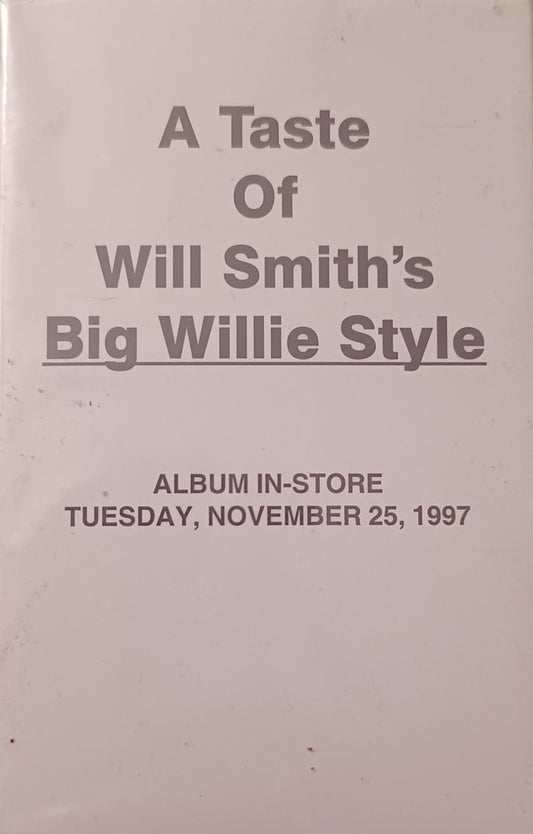 A Taste
Of
Will Smith's
Big Willie Style
ALBUM IN-STORE
TUESDAY, NOVEMBER 25, 1997